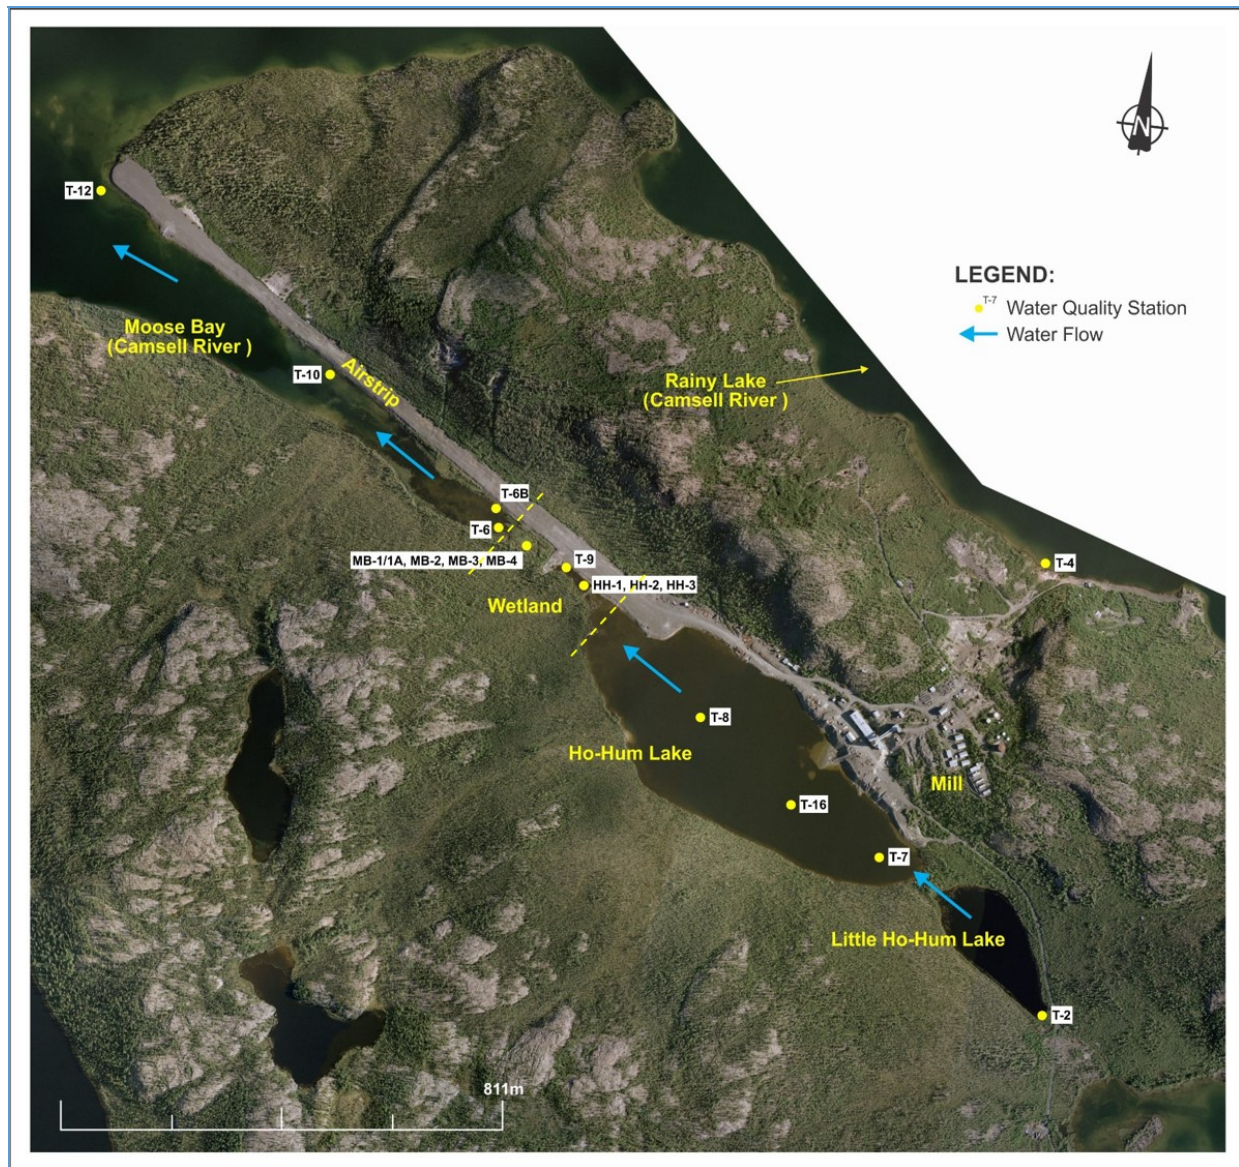 N
T-12
LEGEND:
T-7 Water Quality Station
Water Flow
Moose Bay
(Camsell River )
T-10
Airstrip
Rainy Lake
(Camsell River )
T-6B
T-6
MB-1/1A, MB-2, MB-3, MB-4
T-9
T-4
HH-1, HH-2, HH-3
Wetland
T-8
Ho-Hum Lake
Mill
T-16
T-7
Little Ho-Hum Lake
T-2
811m